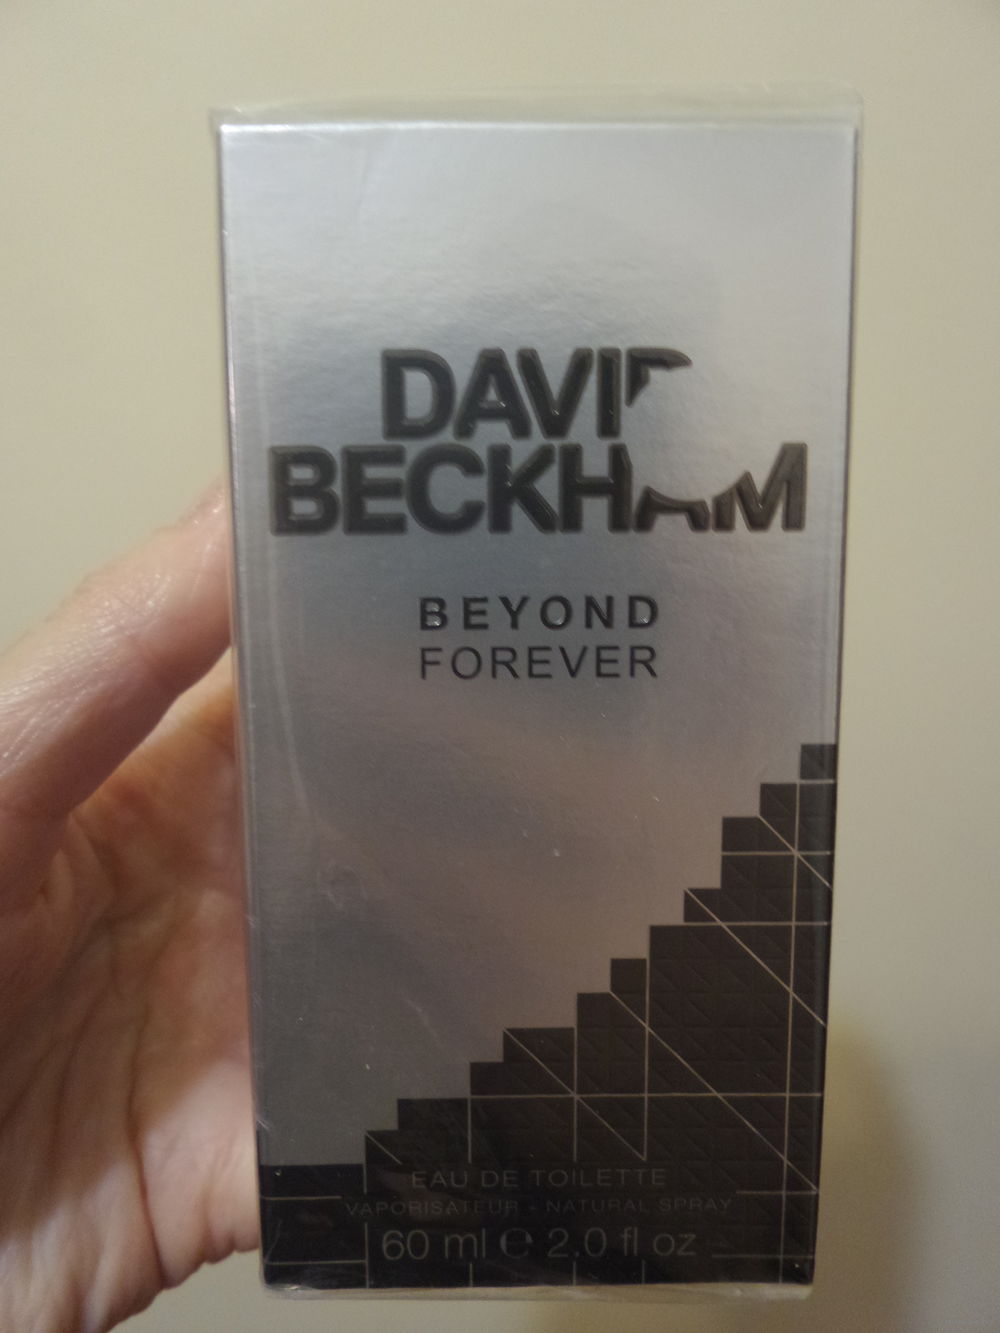 DAVID
BECKHAM
BEYOND
FOREVER
EAU DE TOILETTE
VAPORISATEUR - NATURAL SPRAY
60 ml ℮ 2.0 fl oz